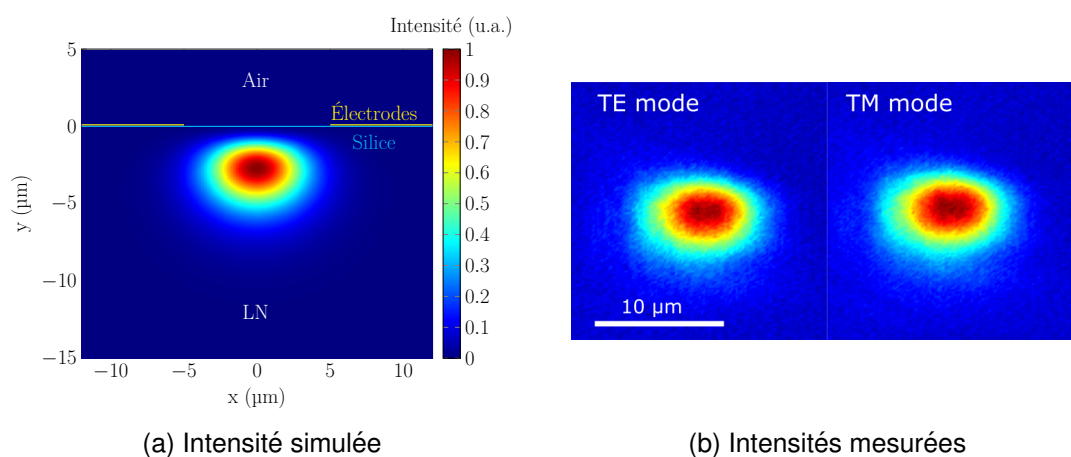 Intensité (u.a.)
5
0
−5
−10
−15
y (µm)
Air
Électrodes
Silice
LN
−10
−5
0
5
10
x (µm)
1
0.9
0.8
0.7
0.6
0.5
0.4
0.3
0.2
0.1
0
(a) Intensité simulée
TE mode
TM mode
10 µm
(b) Intensités mesurées